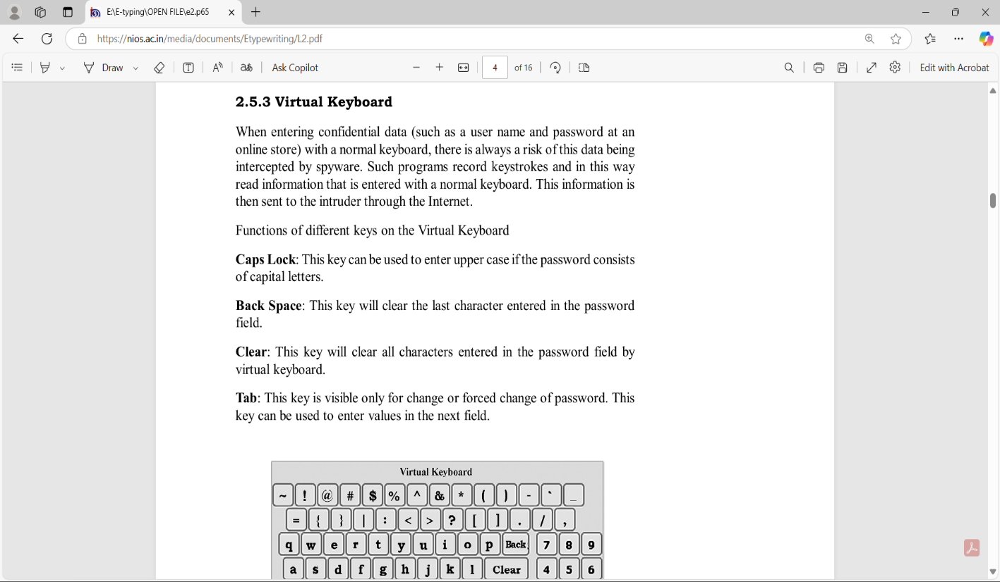 E:\E-typing\OPEN FILE\e2.p65
https://nios.ac.in/media/documents/Etypewriting/L2.pdf
Draw
T
A
aあ
Ask Copilot
4 of 16
Edit with Acrobat
2.5.3 Virtual Keyboard
When entering confidential data (such as a user name and password at an
online store) with a normal keyboard, there is always a risk of this data being
intercepted by spyware. Such programs record keystrokes and in this way
read information that is entered with a normal keyboard. This information is
then sent to the intruder through the Internet.
Functions of different keys on the Virtual Keyboard
Caps Lock: This key can be used to enter upper case if the password consists
of capital letters.
Back Space: This key will clear the last character entered in the password
field.
Clear: This key will clear all characters entered in the password field by
virtual keyboard.
Tab: This key is visible only for change or forced change of password. This
key can be used to enter values in the next field.
Virtual Keyboard
~ ! @ # $ % ^ & * ( ) - ` _
= { } | : < > ? [ ] . / ,
q w e r t y u i o p Back 7 8 9
a s d f g h j k l Clear 4 5 6